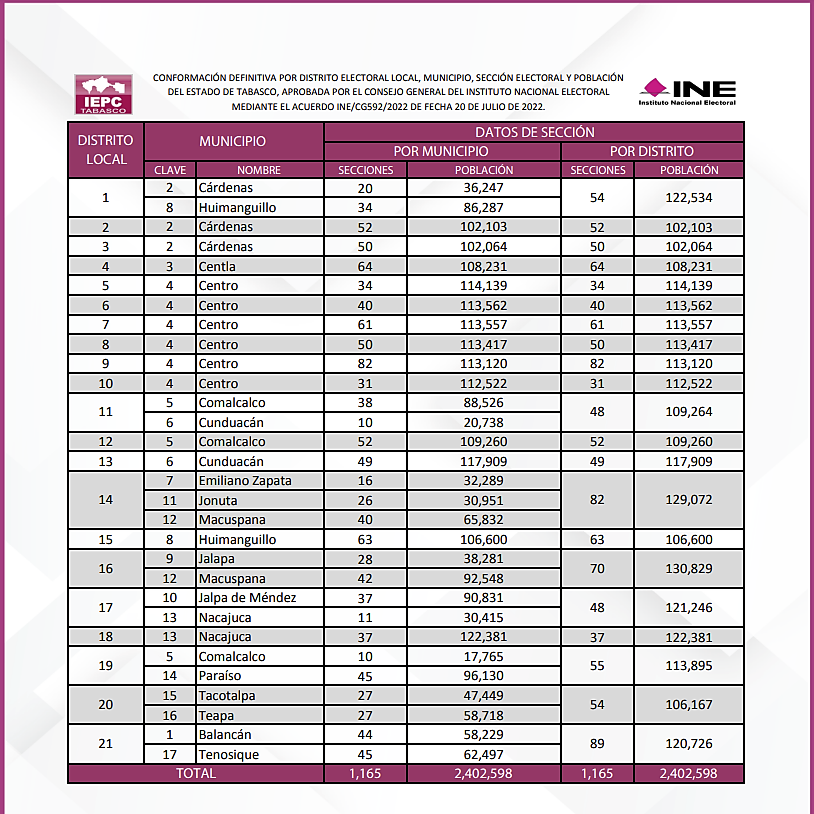 IEPC
TABASCO
CONFORMACIÓN DEFINITIVA POR DISTRITO ELECTORAL LOCAL, MUNICIPIO, SECCIÓN ELECTORAL Y POBLACIÓN
DEL ESTADO DE TABASCO, APROBADA POR EL CONSEJO GENERAL DEL INSTITUTO NACIONAL ELECTORAL
MEDIANTE EL ACUERDO INE/CG592/2022 DE FECHA 20 DE JULIO DE 2022.
INE
Instituto Nacional Electoral
DISTRITO LOCAL MUNICIPIO DATOS DE SECCIÓN
POR MUNICIPIO POR DISTRITO
CLAVE NOMBRE SECCIONES POBLACIÓN SECCIONES POBLACIÓN
1 2 Cárdenas 20 36,247 54 122,534
8 Huimanguillo 34 86,287
2 2 Cárdenas 52 102,103 52 102,103
3 2 Cárdenas 50 102,064 50 102,064
4 3 Centla 64 108,231 64 108,231
5 4 Centro 34 114,139 34 114,139
6 4 Centro 40 113,562 40 113,562
7 4 Centro 61 113,557 61 113,557
8 4 Centro 50 113,417 50 113,417
9 4 Centro 82 113,120 82 113,120
10 4 Centro 31 112,522 31 112,522
11 5 Comalcalco 38 88,526 48 109,264
6 Cunduacán 10 20,738
12 5 Comalcalco 52 109,260 52 109,260
13 6 Cunduacán 49 117,909 49 117,909
14 7 Emiliano Zapata 16 32,289 82 129,072
11 Jonuta 26 30,951
12 Macuspana 40 65,832
15 8 Huimanguillo 63 106,600 63 106,600
16 9 Jalapa 28 38,281 70 130,829
12 Macuspana 42 92,548
17 10 Jalpa de Méndez 37 90,831 48 121,246
13 Nacajuca 11 30,415
18 13 Nacajuca 37 122,381 37 122,381
19 5 Comalcalco 10 17,765 55 113,895
14 Paraíso 45 96,130
20 15 Tacotalpa 27 47,449 54 106,167
16 Teapa 27 58,718
21 1 Balancán 44 58,229 89 120,726
17 Tenosique 45 62,497
TOTAL 1,165 2,402,598 1,165 2,402,598